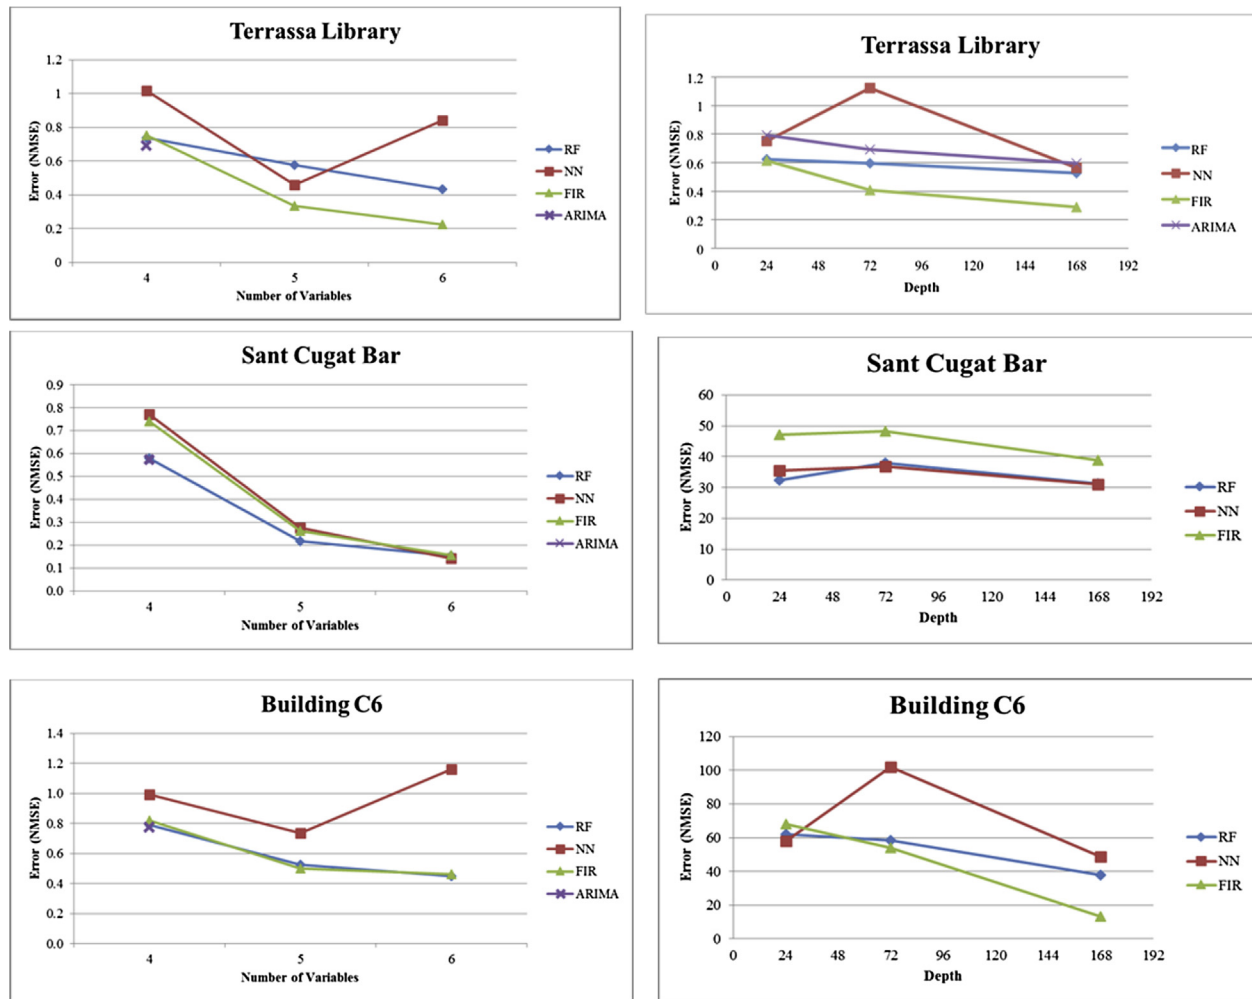 Terrassa Library
Error (NMSE)
1.2
1
0.8
0.6
0.4
0.2
0
4
5
6
Number of Variables
RF
NN
FIR
ARIMA
Terrassa Library
Error (NMSE)
1.2
1
0.8
0.6
0.4
0.2
0
0
24
48
72
96
120
144
168
192
Depth
RF
NN
FIR
ARIMA
Sant Cugat Bar
Error (NMSE)
0.9
0.8
0.7
0.6
0.5
0.4
0.3
0.2
0.1
0.0
4
5
6
Number of Variables
RF
NN
FIR
ARIMA
Sant Cugat Bar
Error (NMSE)
60
50
40
30
20
10
0
0
24
48
72
96
120
144
168
192
Depth
RF
NN
FIR
Building C6
Error (NMSE)
1.4
1.2
1.0
0.8
0.6
0.4
0.2
0.0
4
5
6
Number of Variables
RF
NN
FIR
ARIMA
Building C6
Error (NMSE)
120
100
80
60
40
20
0
0
24
48
72
96
120
144
168
192
Depth
RF
NN
FIR